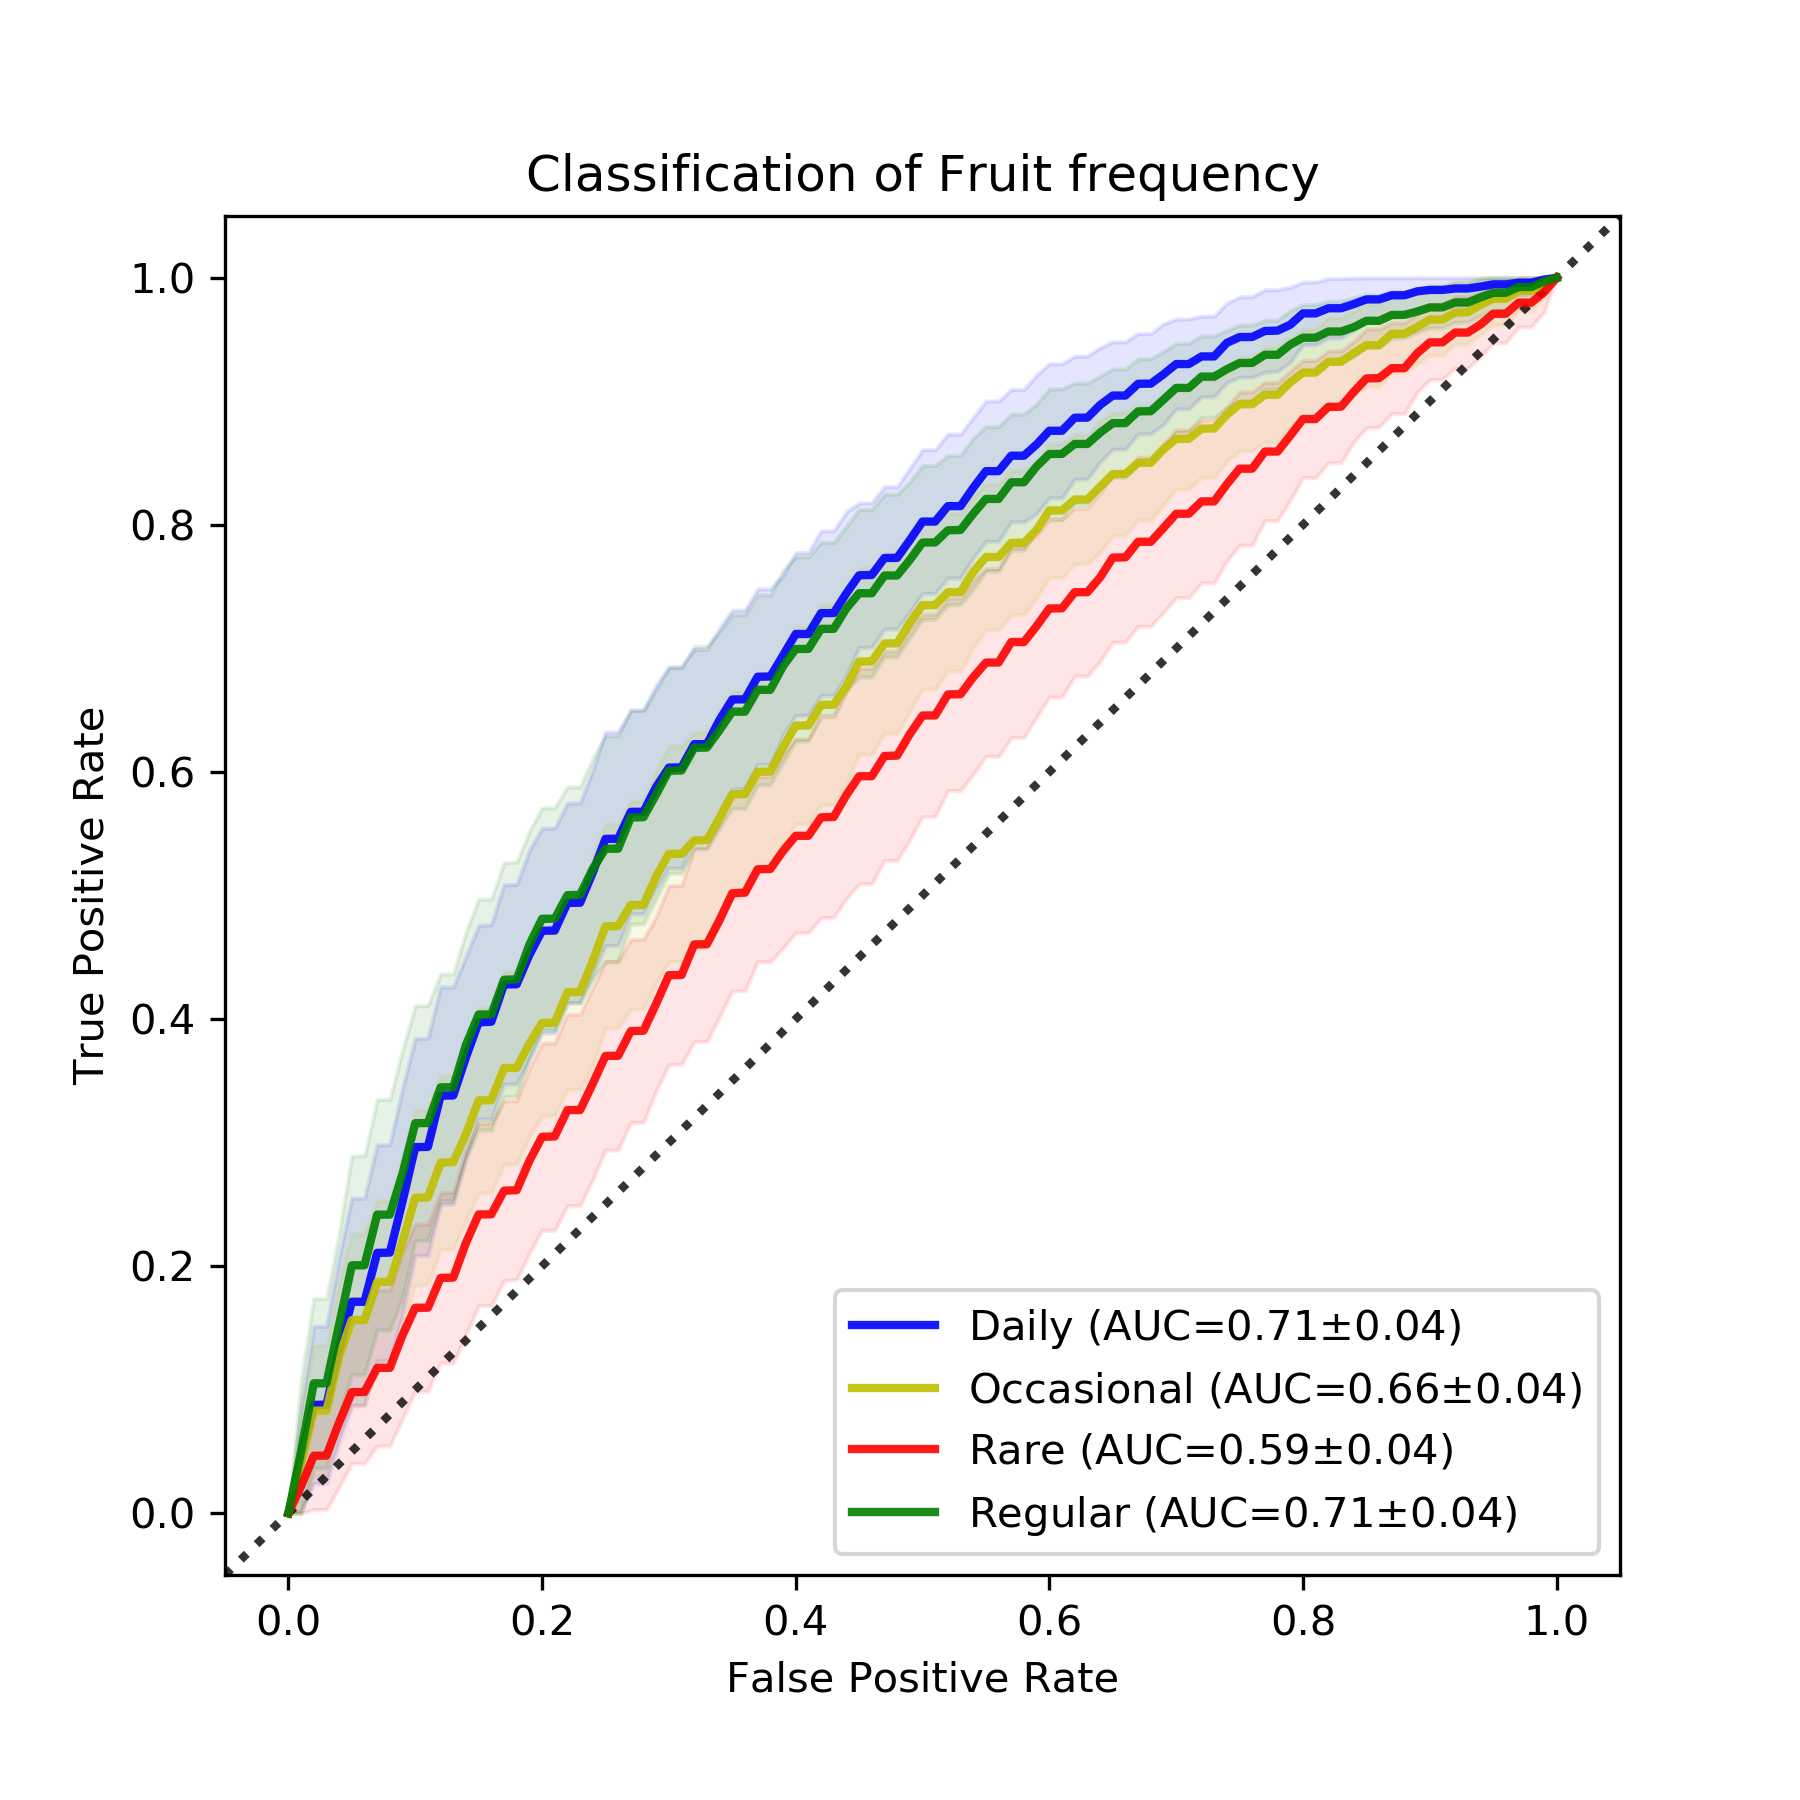 Classification of Fruit frequency
1.0
0.8
0.6
0.4
0.2
0.0
True Positive Rate
Daily (AUC=0.71±0.04)
Occasional (AUC=0.66±0.04)
Rare (AUC=0.59±0.04)
Regular (AUC=0.71±0.04)
0.0 0.2 0.4 0.6 0.8 1.0
False Positive Rate